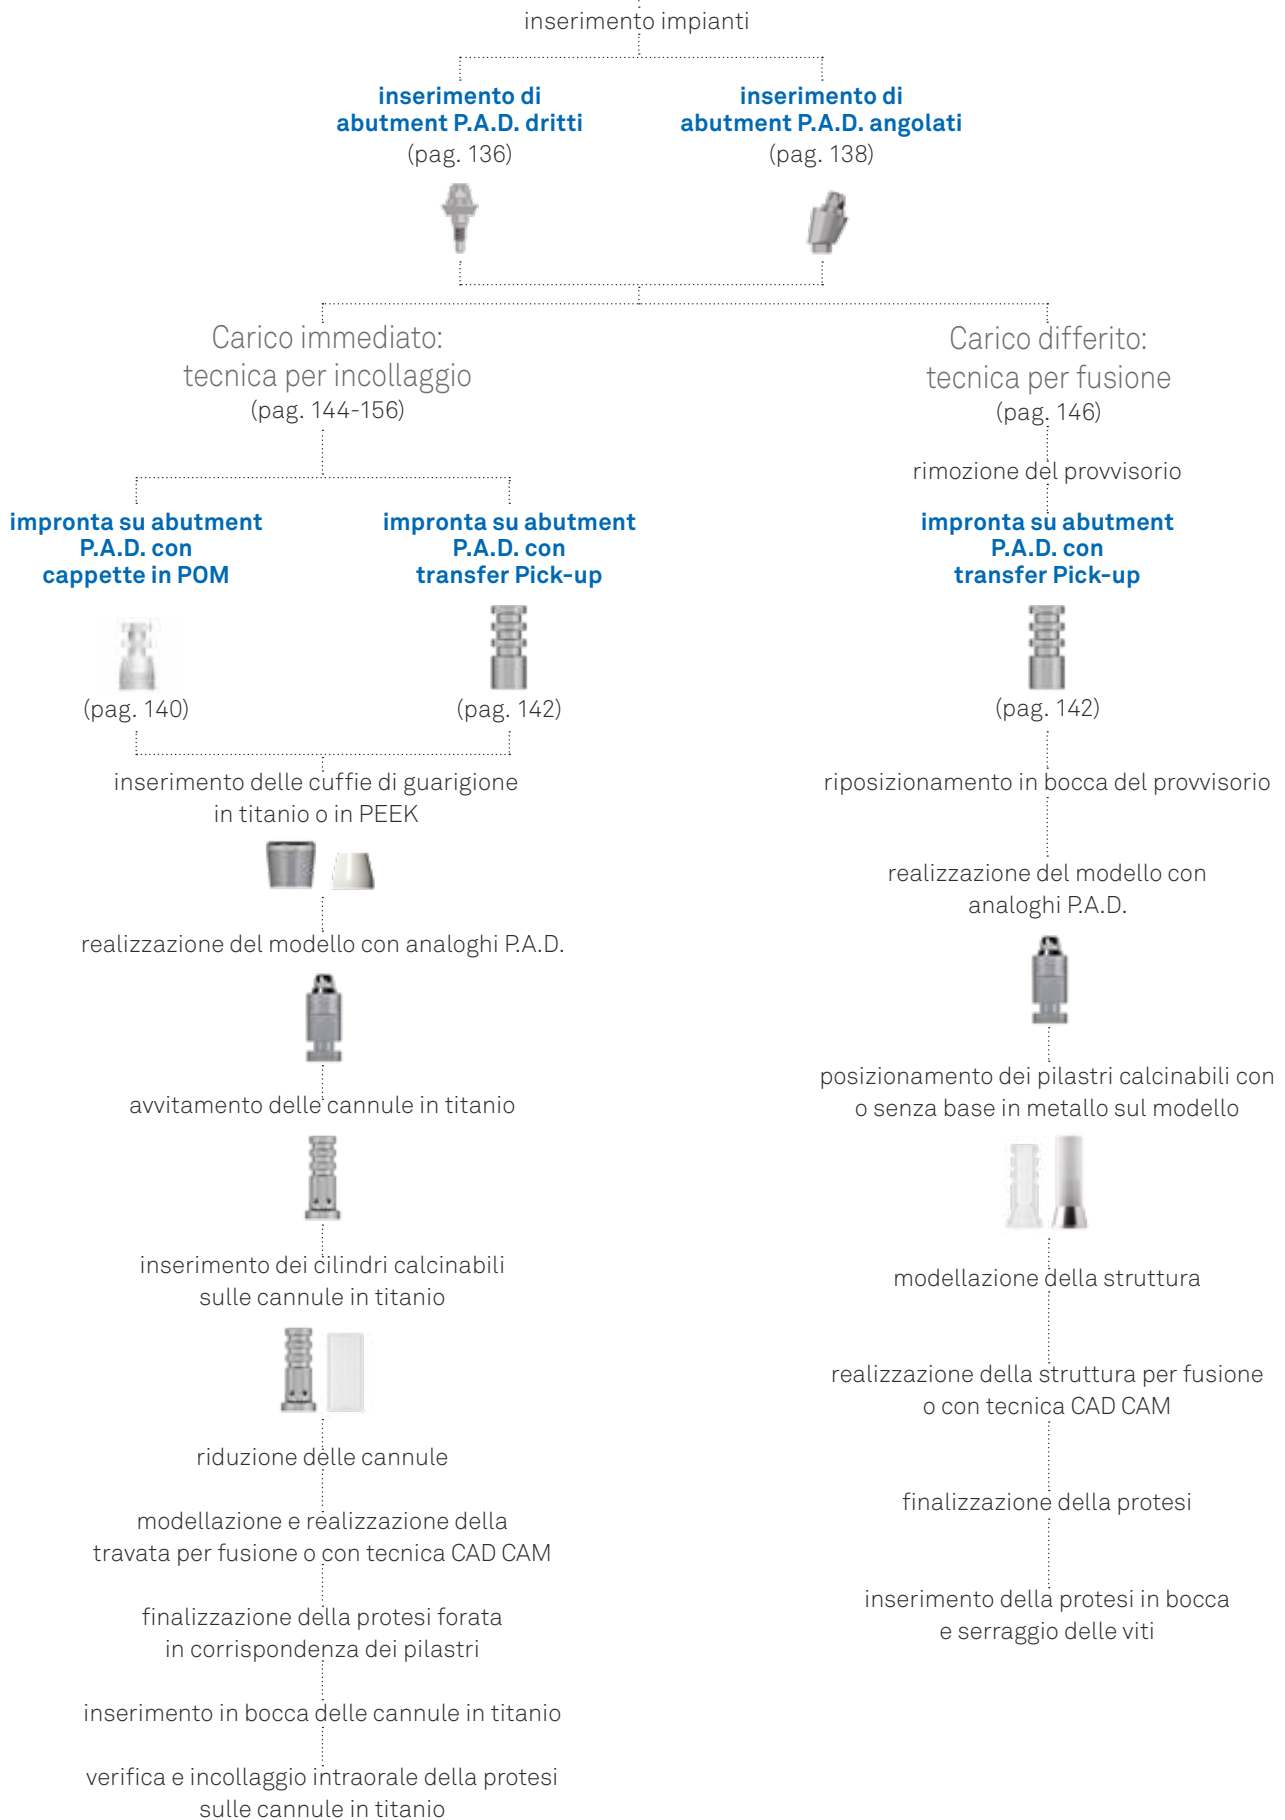 inserimento impianti
inserimento di
abutment P.A.D. dritti
(pag. 136)
inserimento di
abutment P.A.D. angolati
(pag. 138)
Carico immediato:
tecnica per incollaggio
(pag. 144-156)
impronta su abutment
P.A.D. con
cappette in POM
(pag. 140)
impronta su abutment
P.A.D. con
transfer Pick-up
(pag. 142)
inserimento delle cuffie di guarigione
in titanio o in PEEK
realizzazione del modello con analoghi P.A.D.
avvitamento delle cannule in titanio
inserimento dei cilindri calcinabili
sulle cannule in titanio
riduzione delle cannule
modellazione e realizzazione della
travata per fusione o con tecnica CAD CAM
finalizzazione della protesi forata
in corrispondenza dei pilastri
inserimento in bocca delle cannule in titanio
verifica e incollaggio intraorale della protesi
sulle cannule in titanio
Carico differito:
tecnica per fusione
(pag. 146)
rimozione del provvisorio
impronta su abutment
P.A.D. con
transfer Pick-up
(pag. 142)
riposizionamento in bocca del provvisorio
realizzazione del modello con
analoghi P.A.D.
posizionamento dei pilastri calcinabili con
o senza base in metallo sul modello
modellazione della struttura
realizzazione della struttura per fusione
o con tecnica CAD CAM
finalizzazione della protesi
inserimento della protesi in bocca
e serraggio delle viti